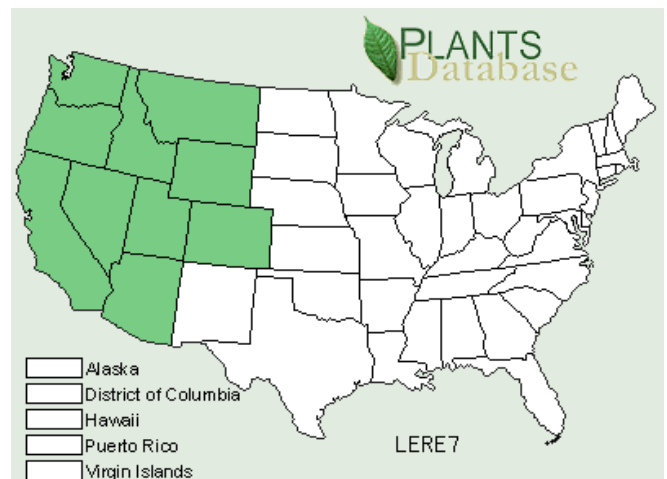 PLANTS
Database
Alaska
District of Columbia
Hawaii
Puerto Rico
Virgin Islands
LERE7